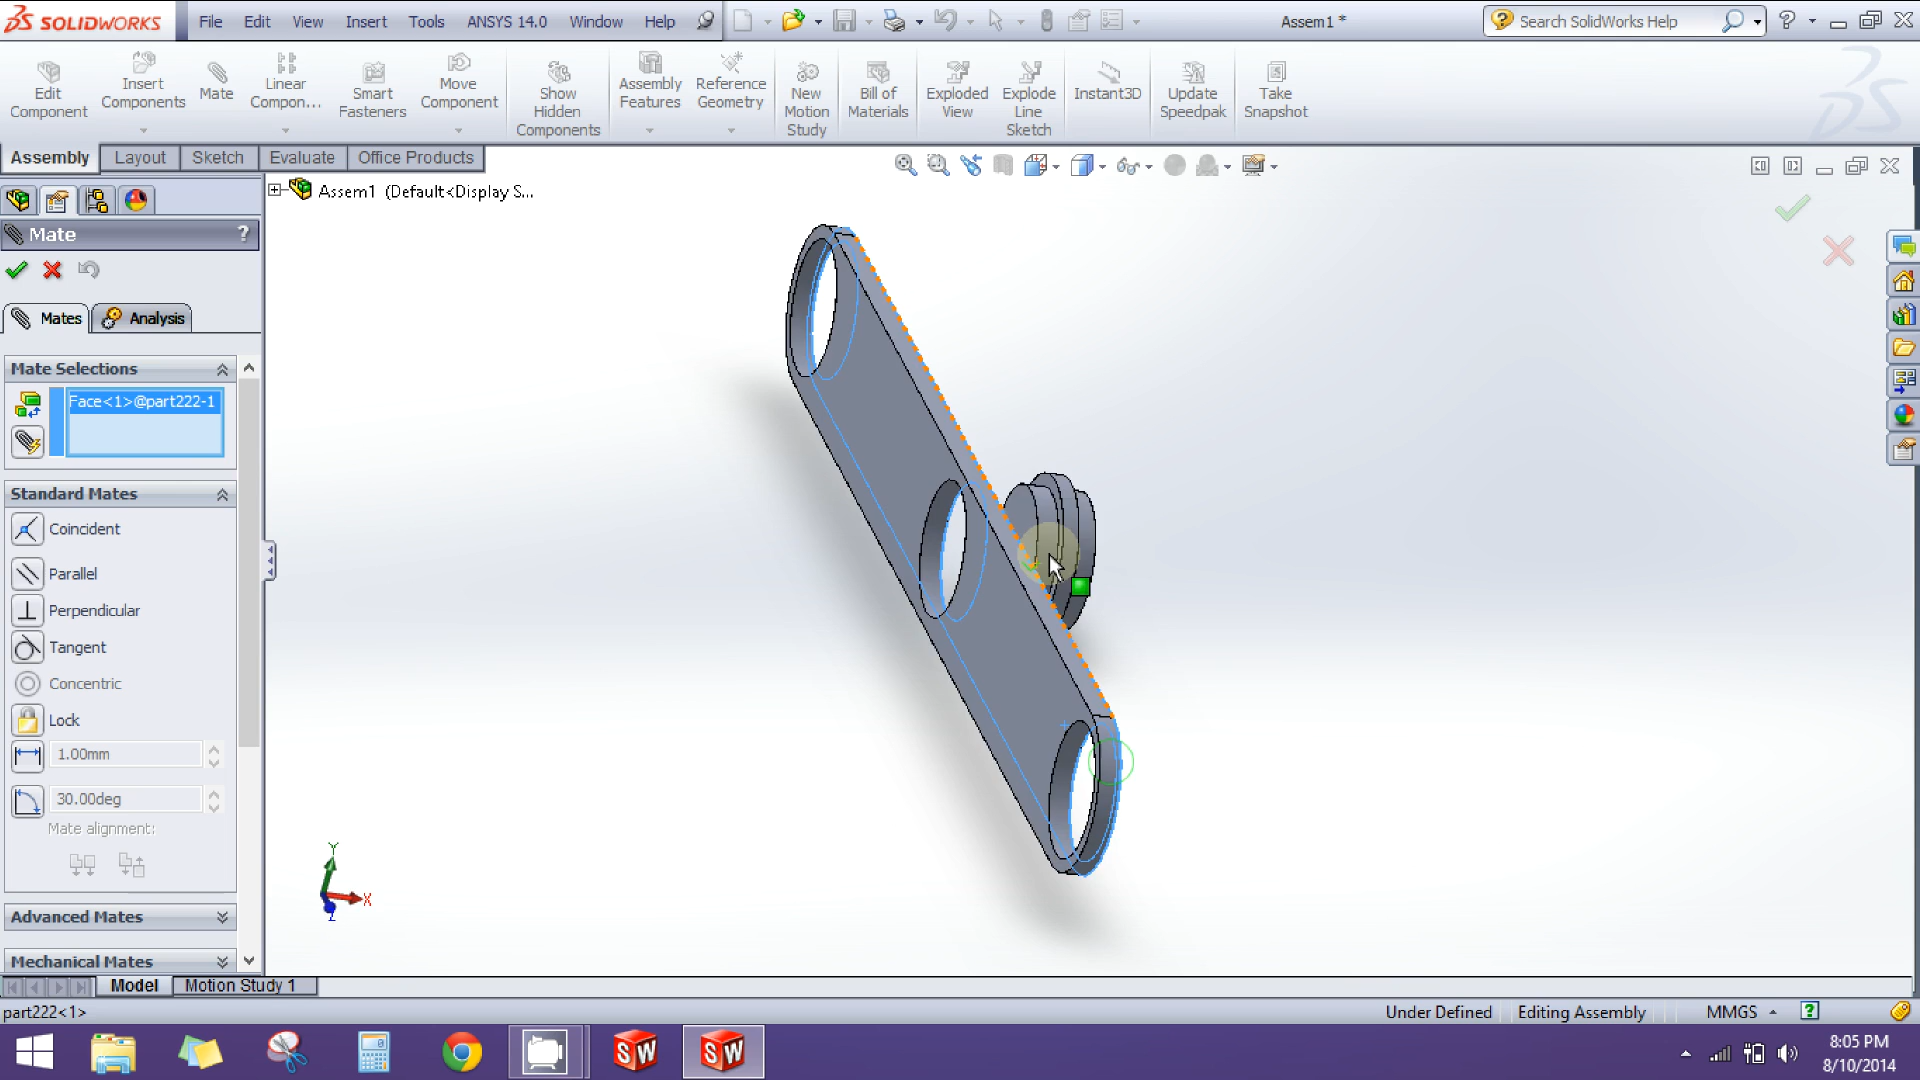 SOLIDWORKS File Edit View Insert Tools ANSYS 14.0 Window Help Assem1 * Search SolidWorks Help ?
Edit Component
Insert Components
Mate
Linear Compon...
Smart Fasteners
Move Component
Show Hidden Components
Assembly Features
Reference Geometry
New Motion Study
Bill of Materials
Exploded View
Explode Line Sketch
Instant3D
Update Speedpak
Take Snapshot
Assembly Layout Sketch Evaluate Office Products
Assem1 (Default<Display S...
Mate ?
Mates Analysis
Mate Selections
Face<1>@part222-1
Standard Mates
Coincident
Parallel
Perpendicular
Tangent
Concentric
Lock
1.00mm
30.00deg
Mate alignment:
Advanced Mates
Mechanical Mates
Y
X
Z
Model Motion Study 1
part222<1> Under Defined Editing Assembly MMGS ?
SW SW
8:05 PM
8/10/2014